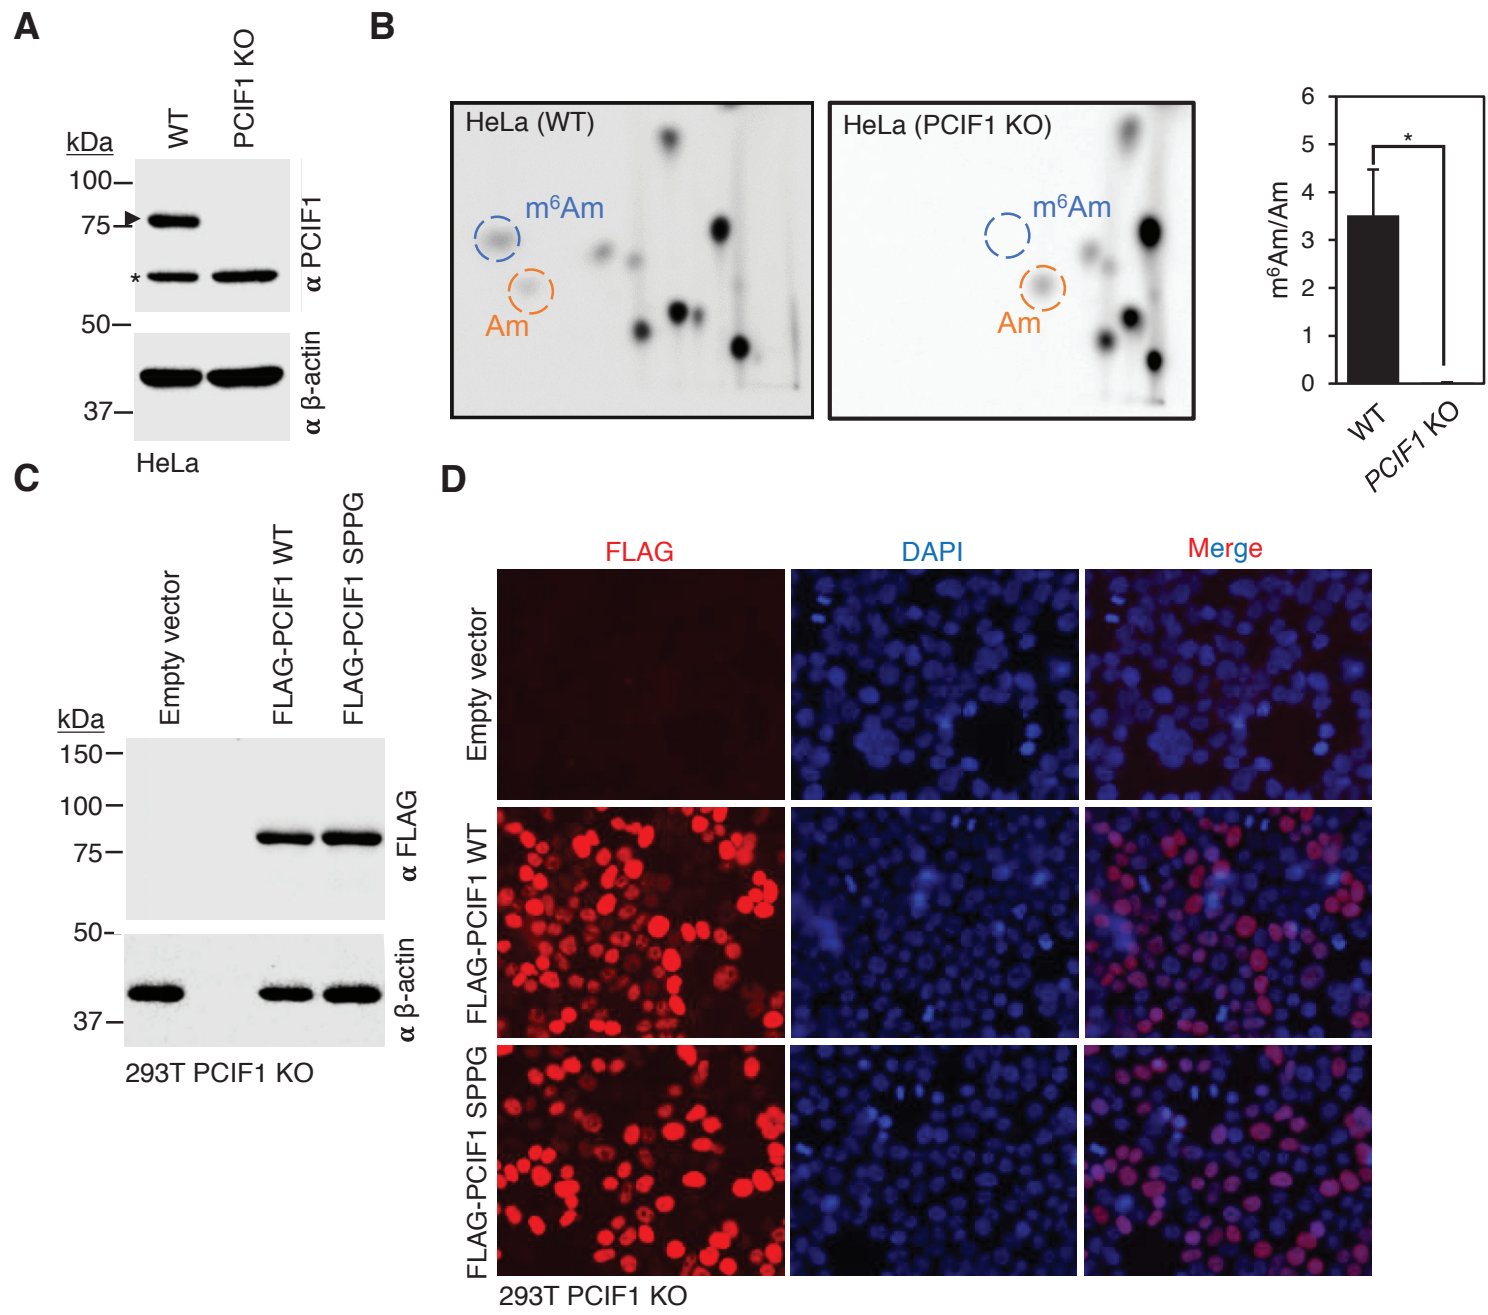 A
WT
PCIF1 KO
kDa
100
75
*
50
37
α PCIF1
α β-actin
HeLa
B
HeLa (WT)
m⁶Am
Am
HeLa (PCIF1 KO)
m⁶Am
Am
m⁶Am/Am
6
5
4
3
2
1
0
*
WT
PCIF1 KO
C
Empty vector
FLAG-PCIF1 WT
FLAG-PCIF1 SPPG
kDa
150
100
75
50
37
α FLAG
α β-actin
293T PCIF1 KO
D
FLAG
DAPI
Merge
Empty vector
FLAG-PCIF1 WT
FLAG-PCIF1 SPPG
293T PCIF1 KO